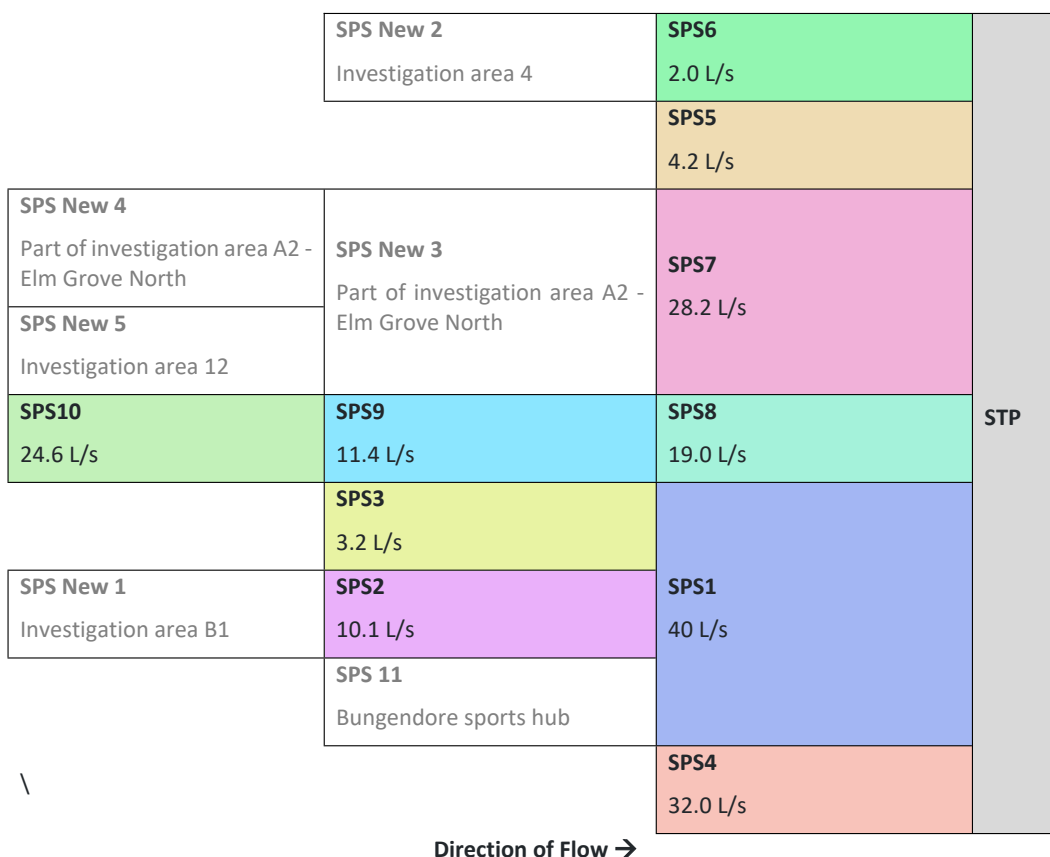 SPS New 2
Investigation area 4
SPS6
2.0 L/s
SPS5
4.2 L/s
SPS New 4
Part of investigation area A2 -
Elm Grove North
SPS New 5
Investigation area 12
SPS New 3
Part of investigation area A2 -
Elm Grove North
SPS7
28.2 L/s
SPS10
24.6 L/s
SPS9
11.4 L/s
SPS8
19.0 L/s
STP
SPS3
3.2 L/s
SPS New 1
Investigation area B1
SPS2
10.1 L/s
SPS 11
Bungendore sports hub
SPS1
40 L/s
\
SPS4
32.0 L/s
Direction of Flow →